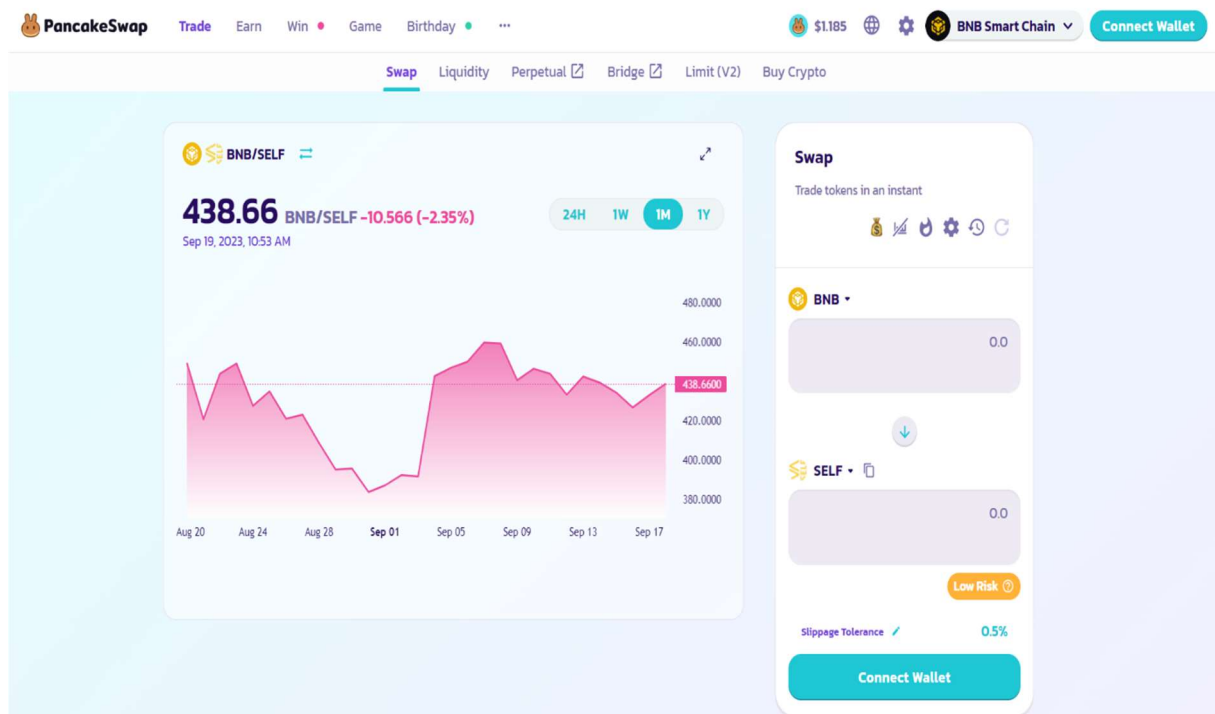 PancakeSwap Trade Earn Win Game Birthday ... $1.185 BNB Smart Chain Connect Wallet
Swap Liquidity Perpetual Bridge Limit (V2) Buy Crypto
BNB/SELF
438.66 BNB/SELF -10.566 (-2.35%)
Sep 19, 2023, 10:53 AM
24H 1W 1M 1Y
480.0000
460.0000
438.6600
420.0000
400.0000
380.0000
Aug 20 Aug 24 Aug 28 Sep 01 Sep 05 Sep 09 Sep 13 Sep 17
Swap
Trade tokens in an instant
BNB
0.0
SELF
0.0
Low Risk
Slippage Tolerance 0.5%
Connect Wallet